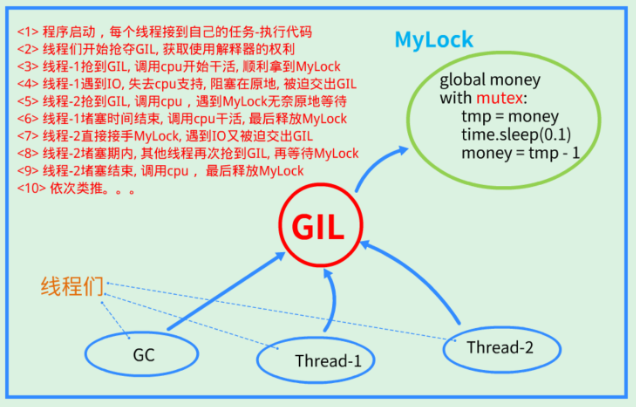 <1> 程序启动，每个线程接到自己的任务-执行代码
<2> 线程们开始抢夺GIL, 获取使用解释器的权利
<3> 线程-1抢到GIL, 调用cpu开始干活, 顺利拿到MyLock
<4> 线程-1遇到IO, 失去cpu支持, 阻塞在原地, 被迫交出GIL
<5> 线程-2抢到GIL, 调用cpu，遇到MyLock无奈原地等待
<6> 线程-1堵塞时间结束, 调用cpu干活, 最后释放MyLock
<7> 线程-2直接接手MyLock, 遇到IO又被迫交出GIL
<8> 线程-2堵塞期内, 其他线程再次抢到GIL, 再等待MyLock
<9> 线程-2堵塞结束, 调用cpu ，最后释放MyLock
<10> 依次类推。。。
MyLock
global money
with mutex:
tmp = money
time.sleep(0.1)
money = tmp - 1
GIL
线程们
GC
Thread-1
Thread-2